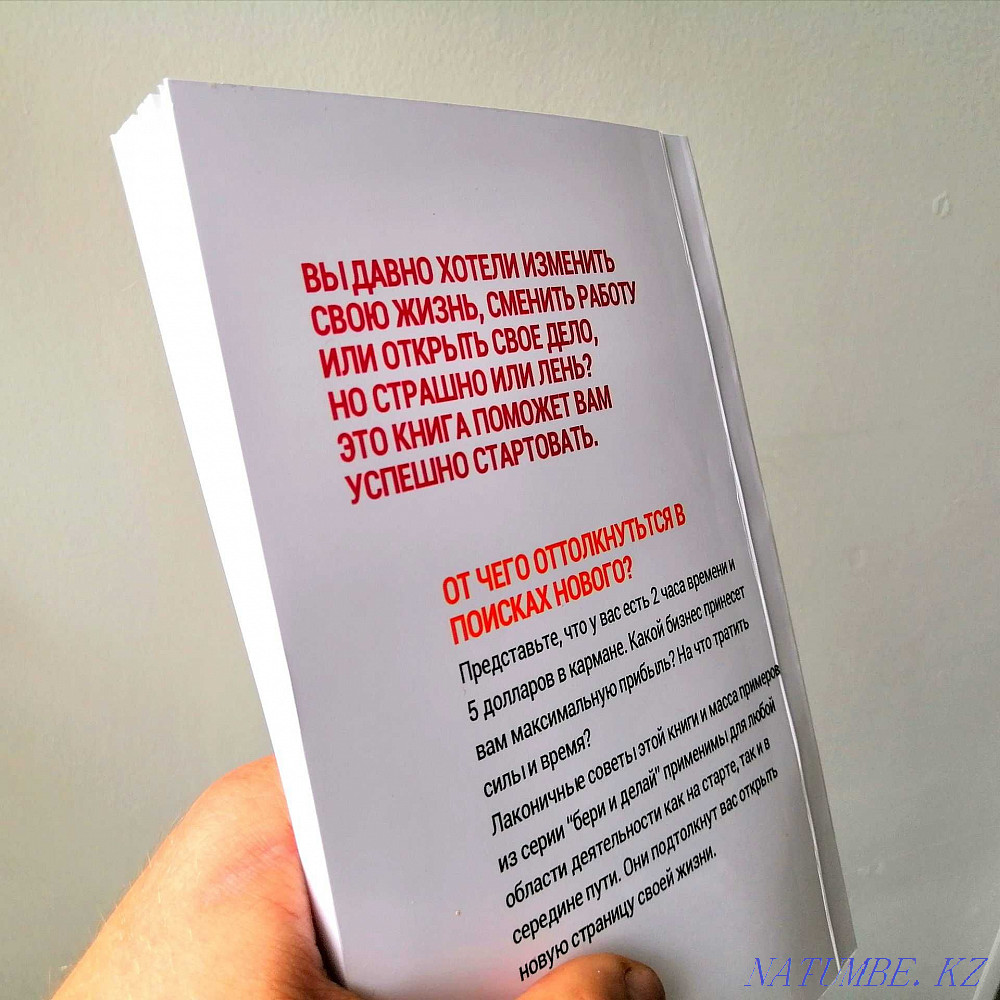 ВЫ ДАВНО ХОТЕЛИ ИЗМЕНИТЬ
СВОЮ ЖИЗНЬ, СМЕНИТЬ РАБОТУ
ИЛИ ОТКРЫТЬ СВОЕ ДЕЛО,
НО СТРАШНО ИЛИ ЛЕНЬ?
ЭТО КНИГА ПОМОЖЕТ ВАМ
УСПЕШНО СТАРТОВАТЬ.
ОТ ЧЕГО ОТТОЛКНУТЬТСЯ В
ПОИСКАХ НОВОГО?
Представьте, что у вас есть 2 часа времени и
5 долларов в кармане. Какой бизнес принесет
вам максимальную прибыль? На что тратить
силы и время?
Лаконичные советы этой книги и масса примеров
из серии “бери и делай” применимы для любой
области деятельности как на старте, так и в
середине пути. Они подтолкнут вас открыть
новую страницу своей жизни.
NATUMBE. KZ